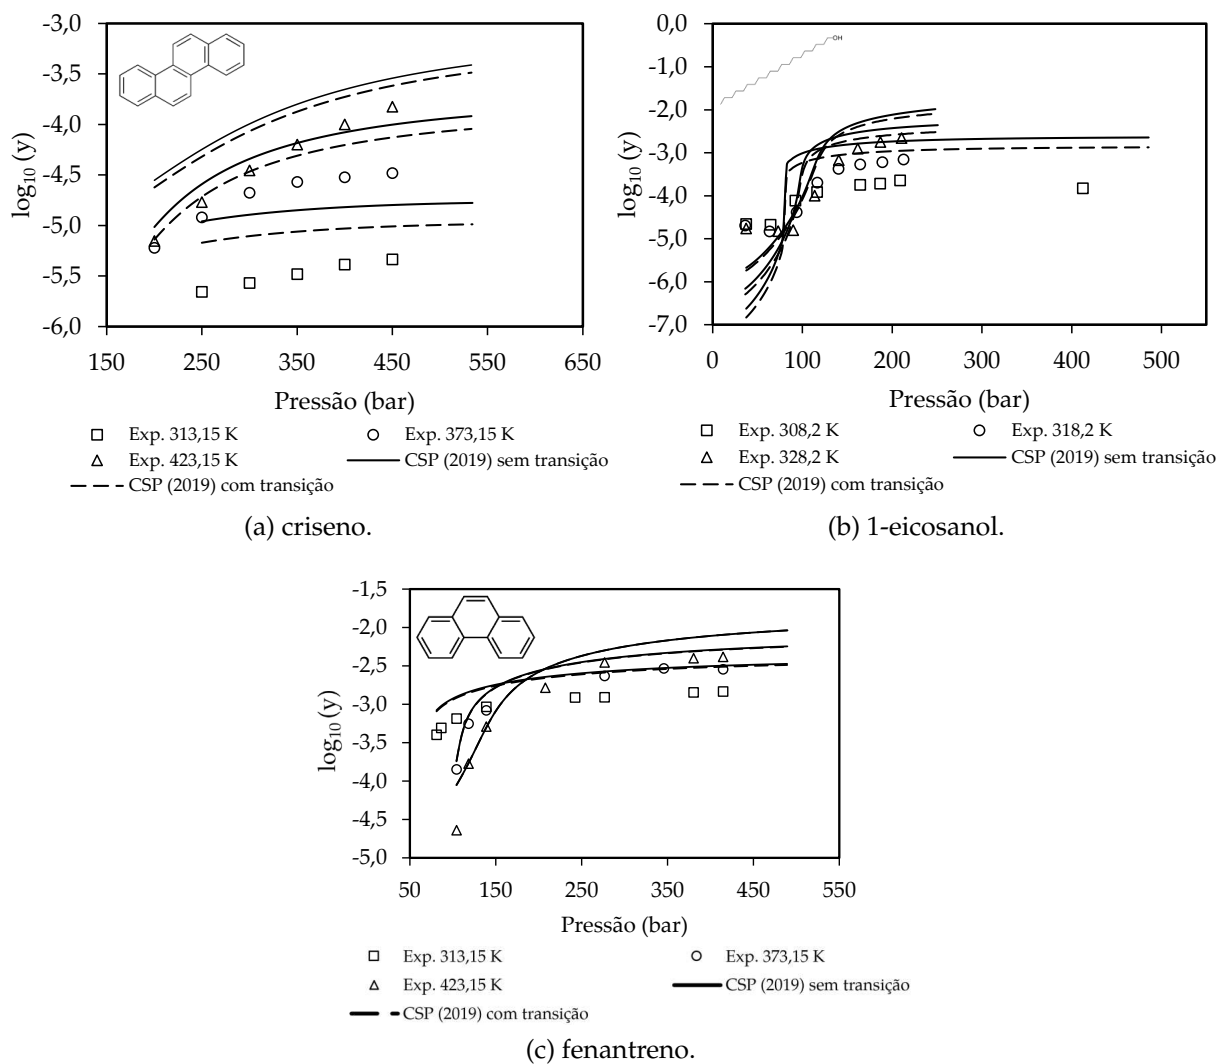 -3,0
-3,5
-4,0
-4,5
-5,0
-5,5
-6,0
log10 (y)
150 250 350 450 550 650
Pressão (bar)
Exp. 313,15 K Exp. 373,15 K
Exp. 423,15 K CSP (2019) sem transição
CSP (2019) com transição
(a) criseno.
0,0
-1,0
-2,0
-3,0
-4,0
-5,0
-6,0
-7,0
log10 (y)
OH
0 100 200 300 400 500
Pressão (bar)
Exp. 308,2 K Exp. 318,2 K
Exp. 328,2 K CSP (2019) sem transição
CSP (2019) com transição
(b) 1-eicosanol.
-1,5
-2,0
-2,5
-3,0
-3,5
-4,0
-4,5
-5,0
log10 (y)
50 150 250 350 450 550
Pressão (bar)
Exp. 313,15 K Exp. 373,15 K
Exp. 423,15 K CSP (2019) sem transição
CSP (2019) com transição
(c) fenantreno.